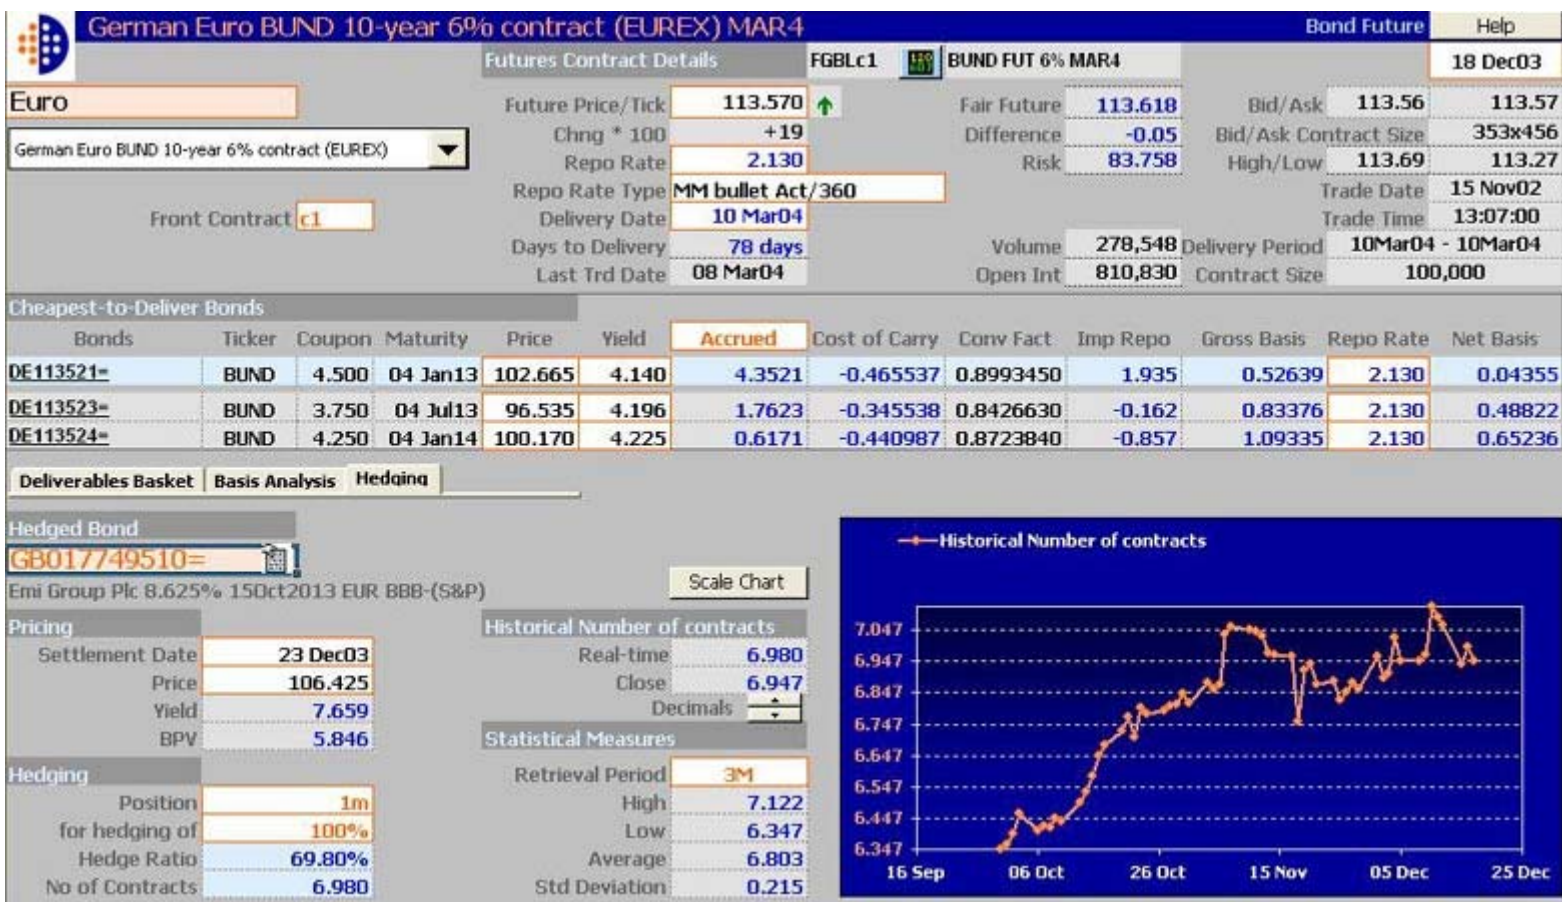 German Euro BUND 10-year 6% contract (EUREX) MAR4 Bond Future Help
Futures Contract Details FGBLc1 BUND FUT 6% MAR4 18 Dec03
Euro Future Price/Tick 113.570 Fair Future 113.618 Bid/Ask 113.56 113.57
Chng * 100 +19 Difference -0.05 Bid/Ask Contract Size 353x456
German Euro BUND 10-year 6% contract (EUREX) Repo Rate 2.130 Risk 83.758 High/Low 113.69 113.27
Repo Rate Type MM bullet Act/360 Trade Date 15 Nov02
Front Contract c1 Delivery Date 10 Mar04 Trade Time 13:07:00
Days to Delivery 78 days Volume 278,548 Delivery Period 10Mar04 - 10Mar04
Last Trd Date 08 Mar04 Open Int 810,830 Contract Size 100,000
Cheapest-to-Deliver Bonds
Bonds Ticker Coupon Maturity Price Yield Accrued Cost of Carry Conv Fact Imp Repo Gross Basis Repo Rate Net Basis
DE113521= BUND 4.500 04 Jan13 102.665 4.140 4.3521 -0.465537 0.8993450 1.935 0.52639 2.130 0.04355
DE113523= BUND 3.750 04 Jul13 96.535 4.196 1.7623 -0.345538 0.8426630 -0.162 0.83376 2.130 0.48822
DE113524= BUND 4.250 04 Jan14 100.170 4.225 0.6171 -0.440987 0.8723840 -0.857 1.09335 2.130 0.65236
Deliverables Basket Basis Analysis Hedging
Hedged Bond
GB017749510=
Emi Group Plc 8.625% 15Oct2013 EUR BBB-(S&P)
Scale Chart
Pricing
Settlement Date 23 Dec03
Price 106.425
Yield 7.659
BPV 5.846
Hedging
Position 1m
for hedging of 100%
Hedge Ratio 69.80%
No of Contracts 6.980
Historical Number of contracts
Real-time 6.980
Close 6.947
Decimals
Statistical Measures
Retrieval Period 3M
High 7.122
Low 6.347
Average 6.803
Std Deviation 0.215
Historical Number of contracts
7.047
6.947
6.847
6.747
6.647
6.547
6.447
6.347
16 Sep 06 Oct 26 Oct 15 Nov 05 Dec 25 Dec